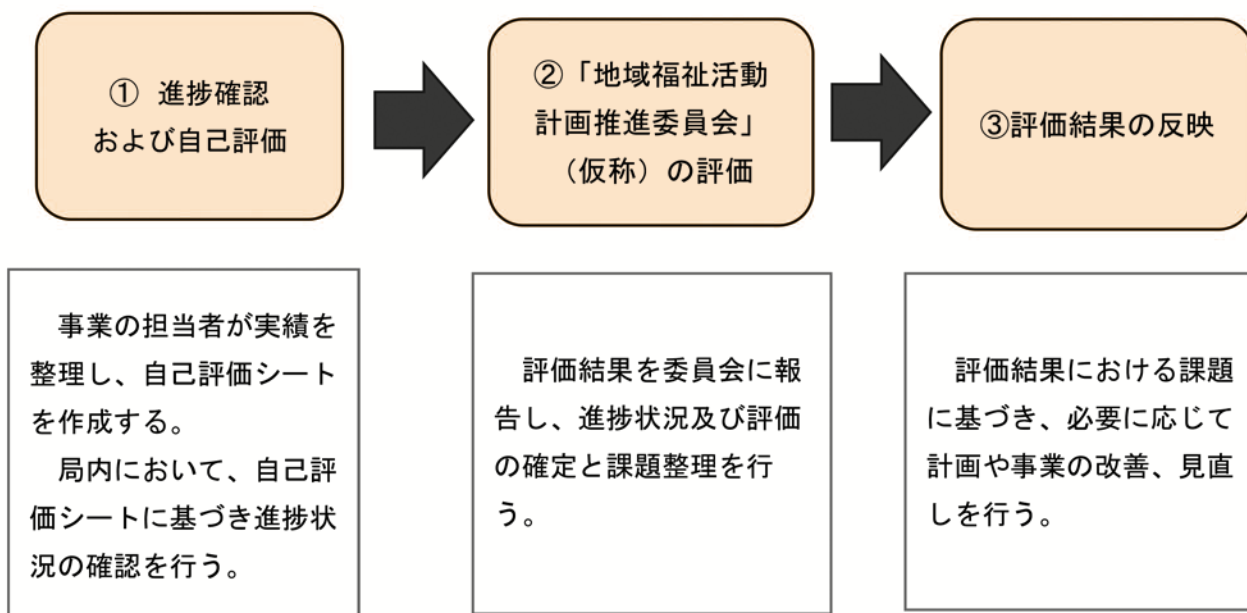 ① 進捗確認
および自己評価
②「地域福祉活動
計画推進委員会」
（仮称）の評価
③評価結果の反映
事業の担当者が実績を
整理し、自己評価シート
を作成する。
局内において、自己評
価シートに基づき進捗状
況の確認を行う。
評価結果を委員会に報
告し、進捗状況及び評価
の確定と課題整理を行
う。
評価結果における課題
に基づき、必要に応じて
計画や事業の改善、見直
しを行う。